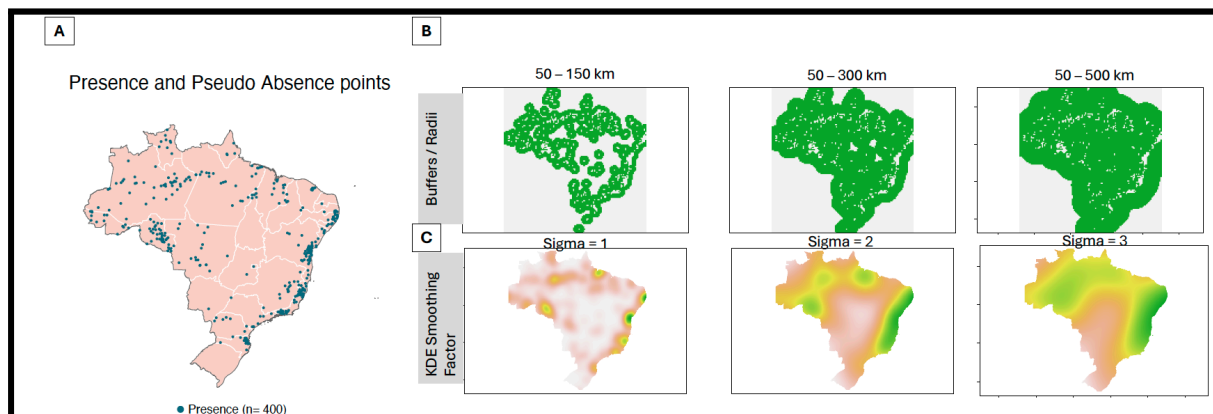 A
Presence and Pseudo Absence points
Presence (n= 400)
B
50 – 150 km
50 – 300 km
50 – 500 km
Buffers / Radii
C
Sigma = 1
Sigma = 2
Sigma = 3
KDE Smoothing
Factor